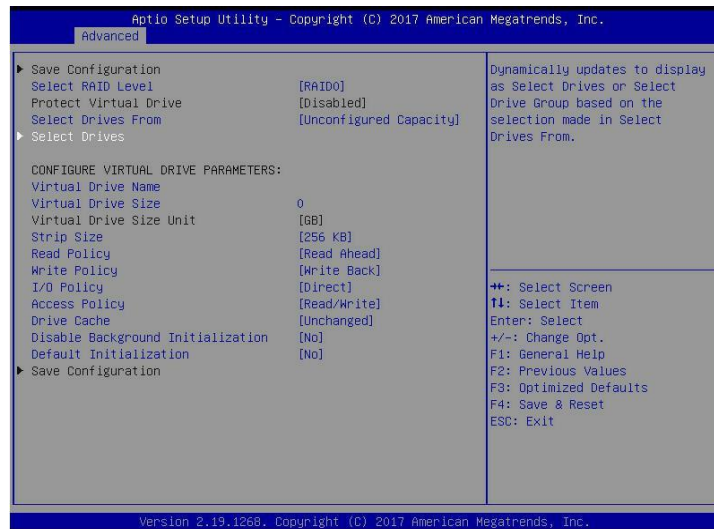 Aptio Setup Utility – Copyright (C) 2017 American Megatrends, Inc.
Advanced
▶ Save Configuration
Select RAID Level [RAID0]
Protect Virtual Drive [Disabled]
Select Drives From [Unconfigured Capacity]
▶ Select Drives
CONFIGURE VIRTUAL DRIVE PARAMETERS:
Virtual Drive Name
Virtual Drive Size 0
Virtual Drive Size Unit [GB]
Strip Size [256 KB]
Read Policy [Read Ahead]
Write Policy [Write Back]
I/O Policy [Direct]
Access Policy [Read/Write]
Drive Cache [Unchanged]
Disable Background Initialization [No]
Default Initialization [No]
▶ Save Configuration
Dynamically updates to display
as Select Drives or Select
Drive Group based on the
selection made in Select
Drives From.
→←: Select Screen
↑↓: Select Item
Enter: Select
+/-: Change Opt.
F1: General Help
F2: Previous Values
F3: Optimized Defaults
F4: Save & Reset
ESC: Exit
Version 2.19.1268. Copyright (C) 2017 American Megatrends, Inc.